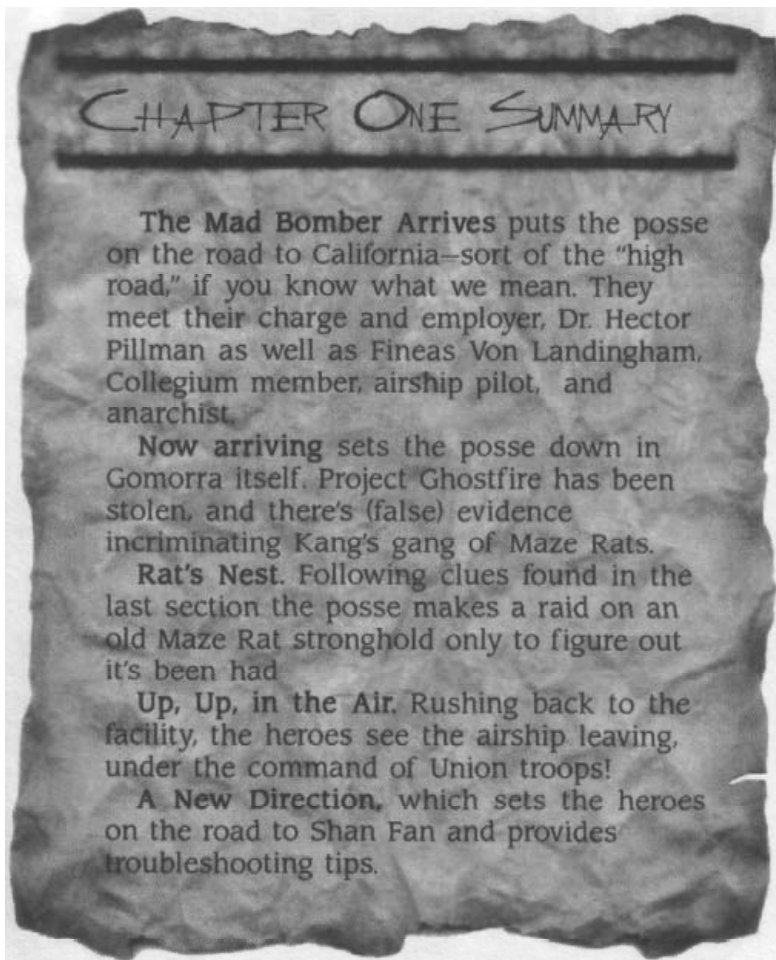 CHAPTER ONE SUMMARY
The Mad Bomber Arrives puts the posse
on the road to California—sort of the "high
road," if you know what we mean. They
meet their charge and employer, Dr. Hector
Pillman as well as Fineas Von Landingham,
Collegium member, airship pilot, and
anarchist.
Now arriving sets the posse down in
Gomorra itself. Project Ghostfire has been
stolen, and there's (false) evidence
incriminating Kang's gang of Maze Rats.
Rat's Nest. Following clues found in the
last section the posse makes a raid on an
old Maze Rat stronghold only to figure out
it's been had
Up, Up, in the Air. Rushing back to the
facility, the heroes see the airship leaving,
under the command of Union troops!
A New Direction, which sets the heroes
on the road to Shan Fan and provides
troubleshooting tips.